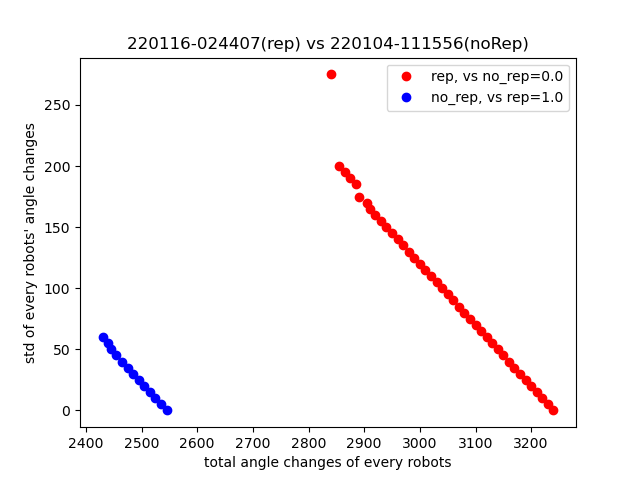 220116-024407(rep) vs 220104-111556(noRep)
rep, vs no_rep=0.0
no_rep, vs rep=1.0
std of every robots' angle changes
250
200
150
100
50
0
2400 2500 2600 2700 2800 2900 3000 3100 3200
total angle changes of every robots